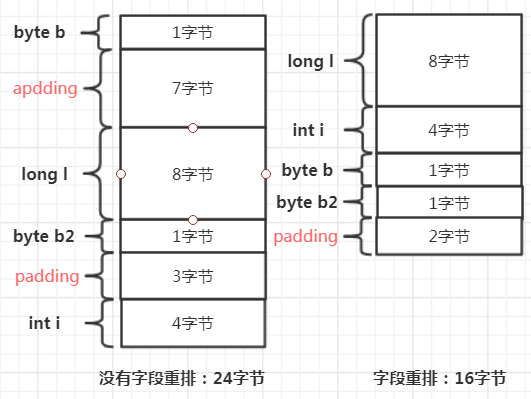 byte b
1字节
apdding
7字节
long l
8字节
byte b2
1字节
padding
3字节
int i
4字节
没有字段重排：24字节
long l
8字节
int i
4字节
byte b
1字节
byte b2
1字节
padding
2字节
字段重排：16字节